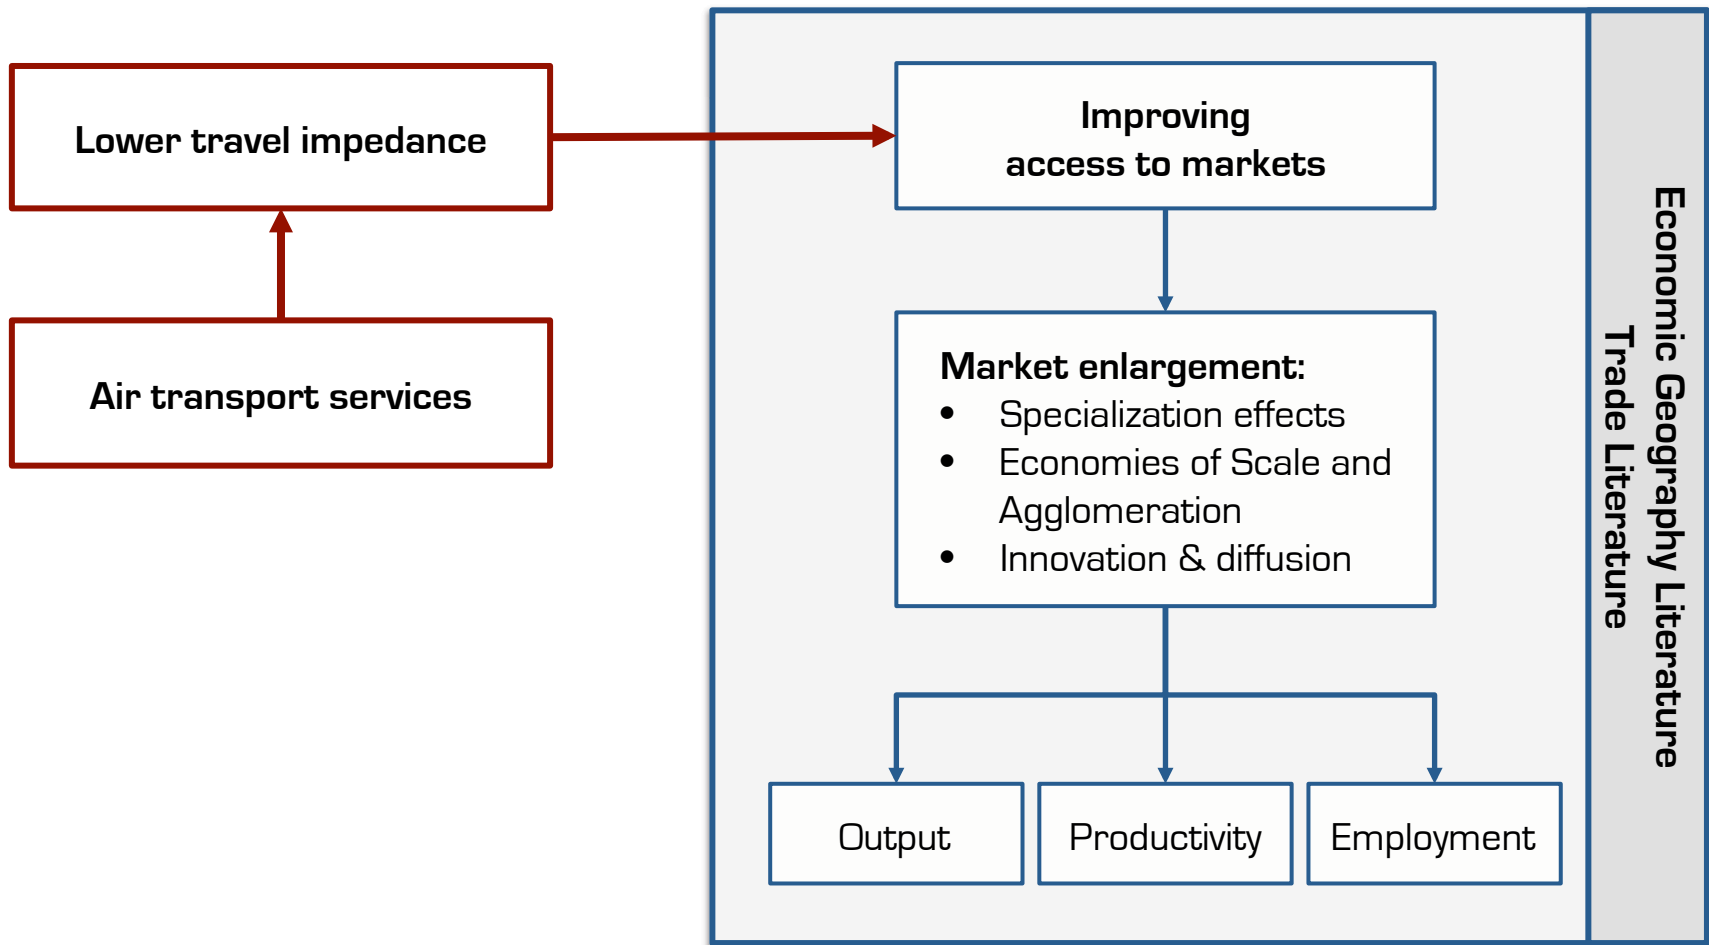 Lower travel impedance
Air transport services
Improving
access to markets
Market enlargement:
• Specialization effects
• Economies of Scale and
Agglomeration
• Innovation & diffusion
Output
Productivity
Employment
Economic Geography Literature
Trade Literature